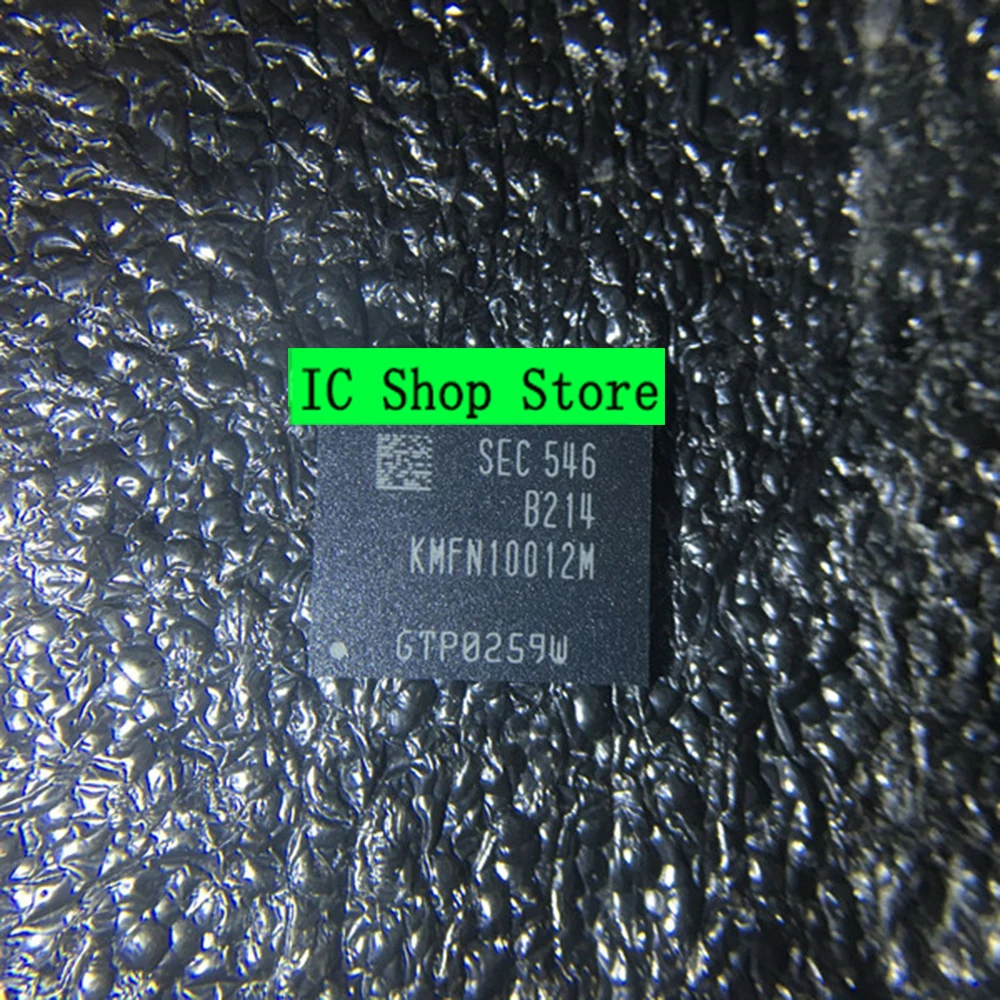 IC Shop Store
SEC 546
B214
KMFN10012M
GTP0259W